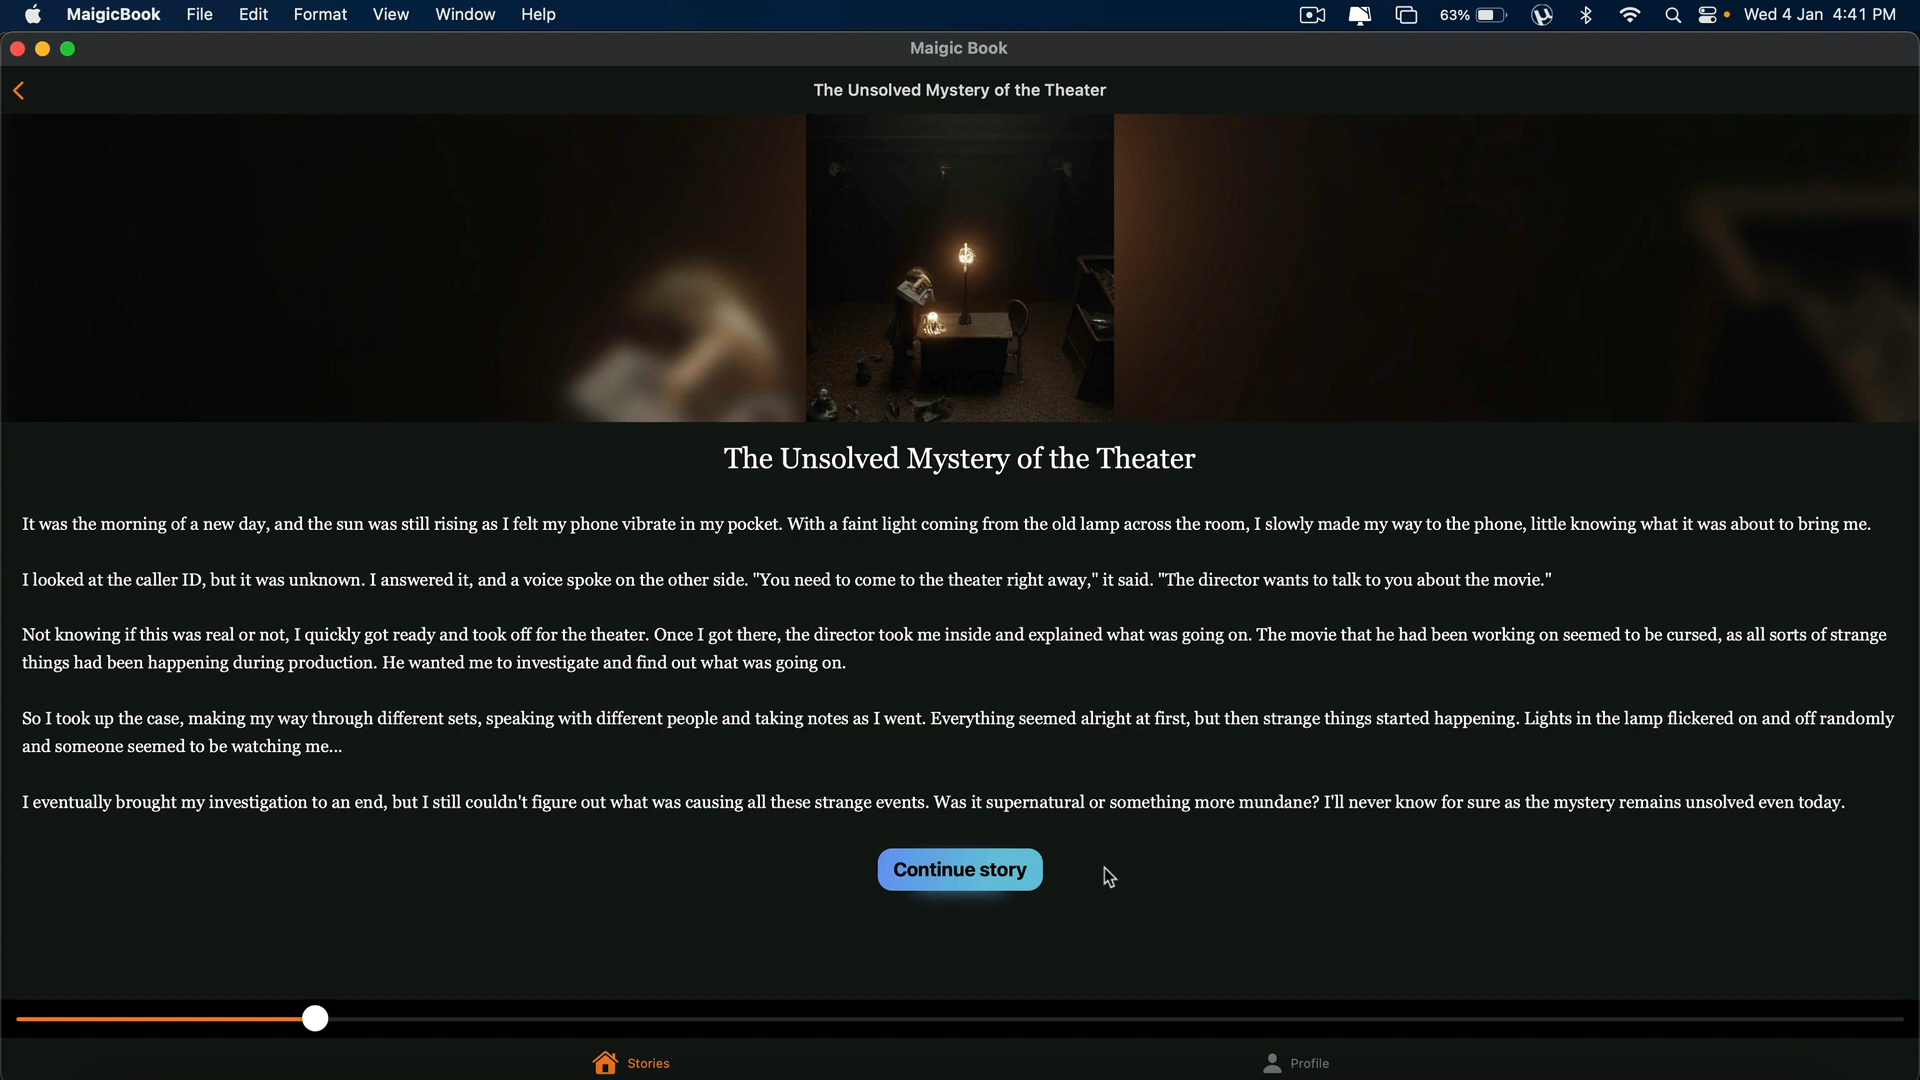 MaigicBook File Edit Format View Window Help 63% Wed 4 Jan 4:41 PM
Maigic Book
The Unsolved Mystery of the Theater
The Unsolved Mystery of the Theater
It was the morning of a new day, and the sun was still rising as I felt my phone vibrate in my pocket. With a faint light coming from the old lamp across the room, I slowly made my way to the phone, little knowing what it was about to bring me.
I looked at the caller ID, but it was unknown. I answered it, and a voice spoke on the other side. "You need to come to the theater right away," it said. "The director wants to talk to you about the movie."
Not knowing if this was real or not, I quickly got ready and took off for the theater. Once I got there, the director took me inside and explained what was going on. The movie that he had been working on seemed to be cursed, as all sorts of strange
things had been happening during production. He wanted me to investigate and find out what was going on.
So I took up the case, making my way through different sets, speaking with different people and taking notes as I went. Everything seemed alright at first, but then strange things started happening. Lights in the lamp flickered on and off randomly
and someone seemed to be watching me...
I eventually brought my investigation to an end, but I still couldn't figure out what was causing all these strange events. Was it supernatural or something more mundane? I'll never know for sure as the mystery remains unsolved even today.
Continue story
Stories Profile